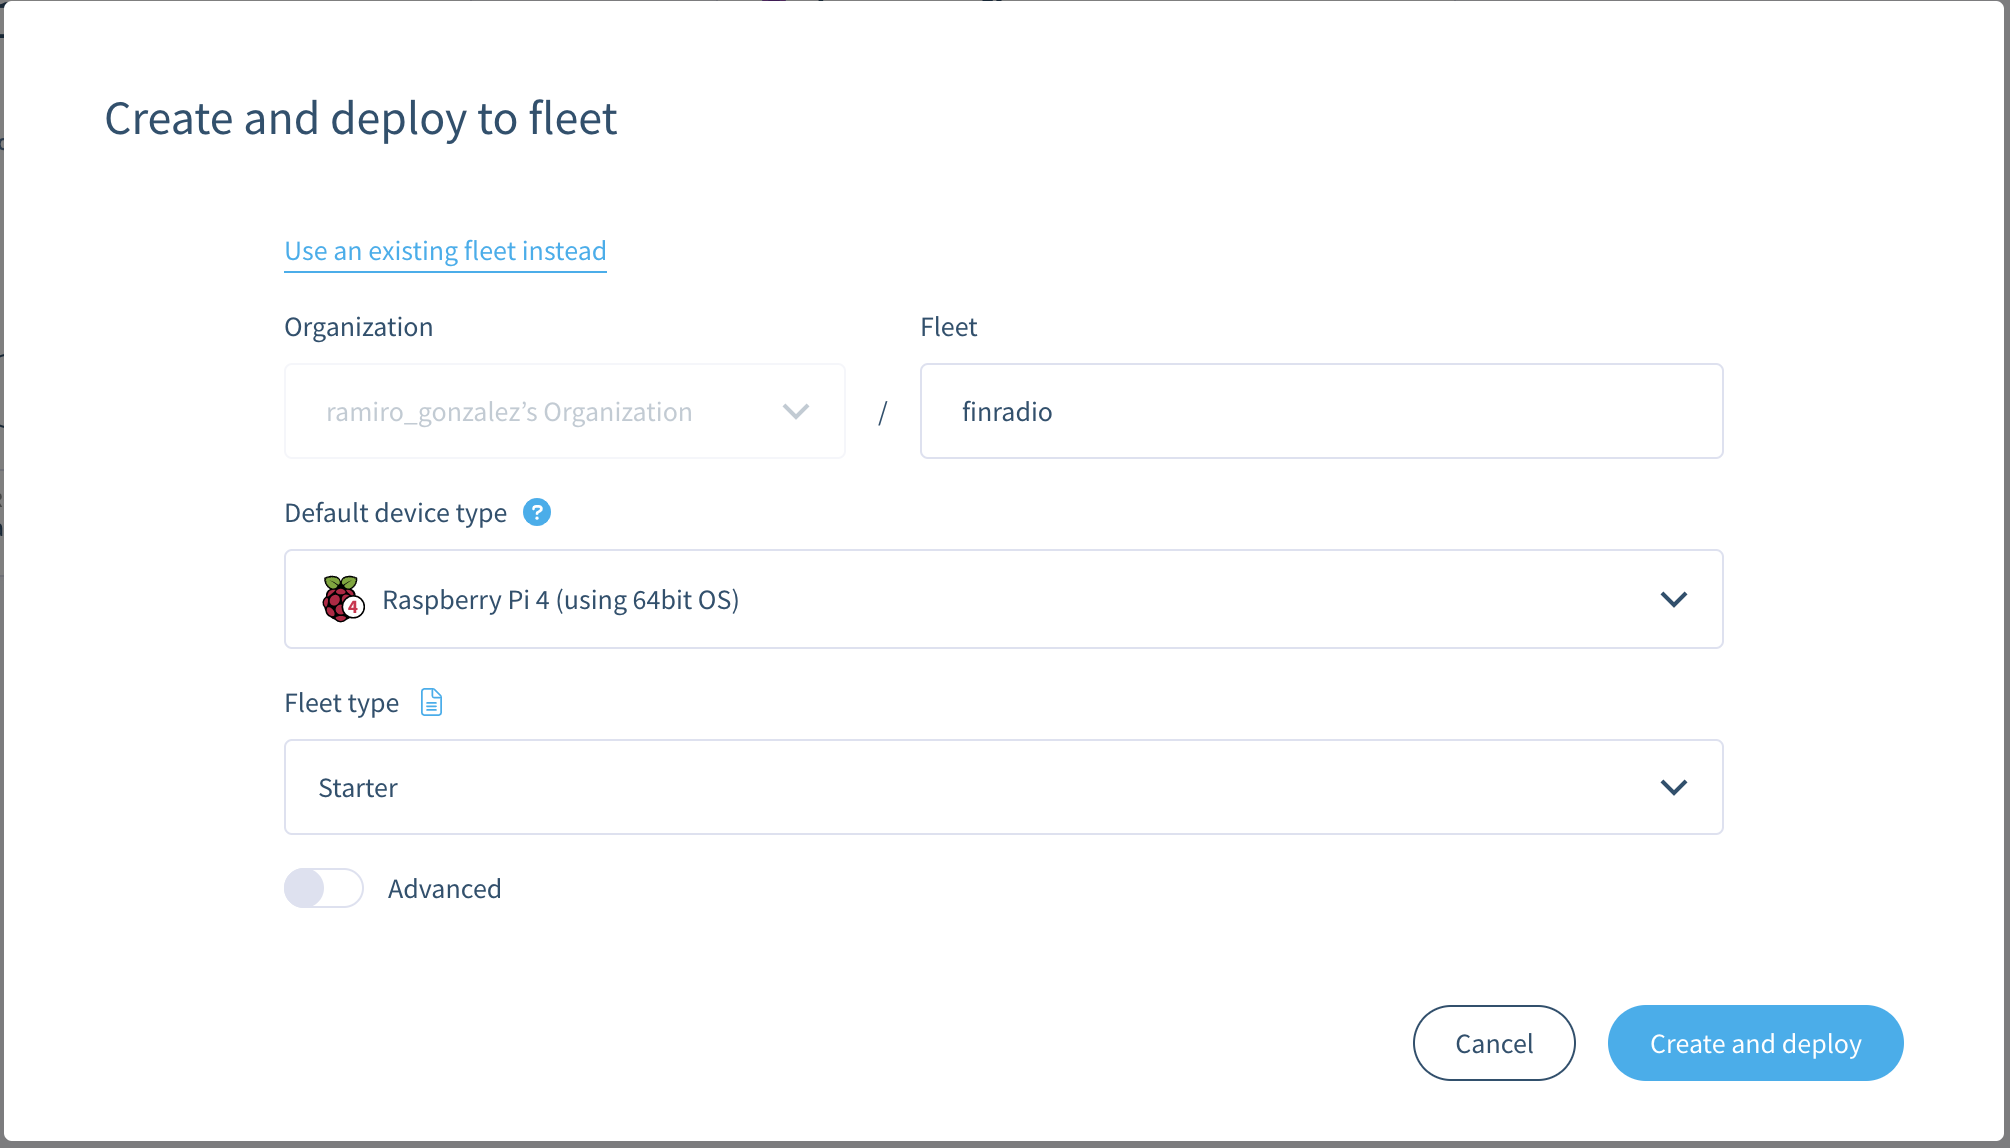 Create and deploy to fleet
Use an existing fleet instead
Organization
Fleet
ramiro_gonzalez’s Organization
/
finradio
Default device type ?
4 Raspberry Pi 4 (using 64bit OS)
Fleet type
Starter
Advanced
Cancel
Create and deploy